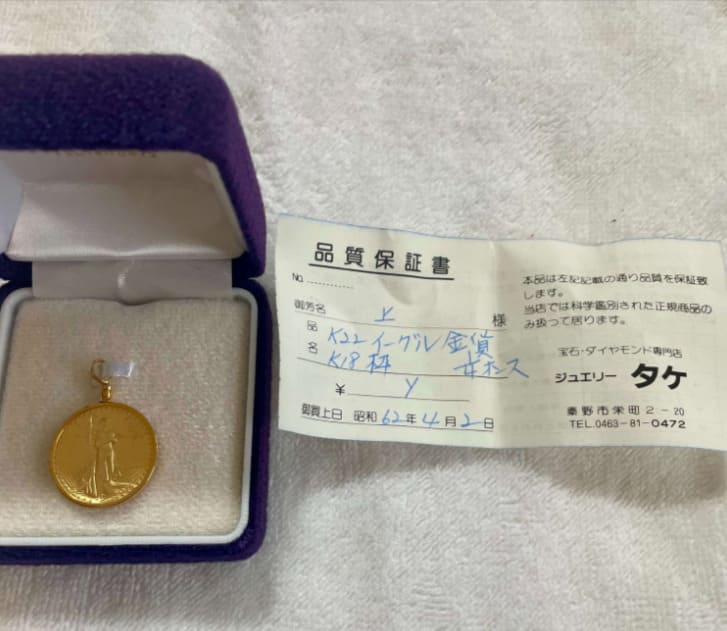 品質保証書
No
御芳名 上 様
品名 K22 イーグル金貨
K18枠
¥
御買上日 昭和 62年 4月 2日
本品は左記記載の通り品質を保証致
します。
当店では科学鑑別された正規商品の
み扱って居ります。
宝石・ダイヤモンド専門店
ジュエリー タケ
秦野市栄町2-20
TEL.0463-81-0472